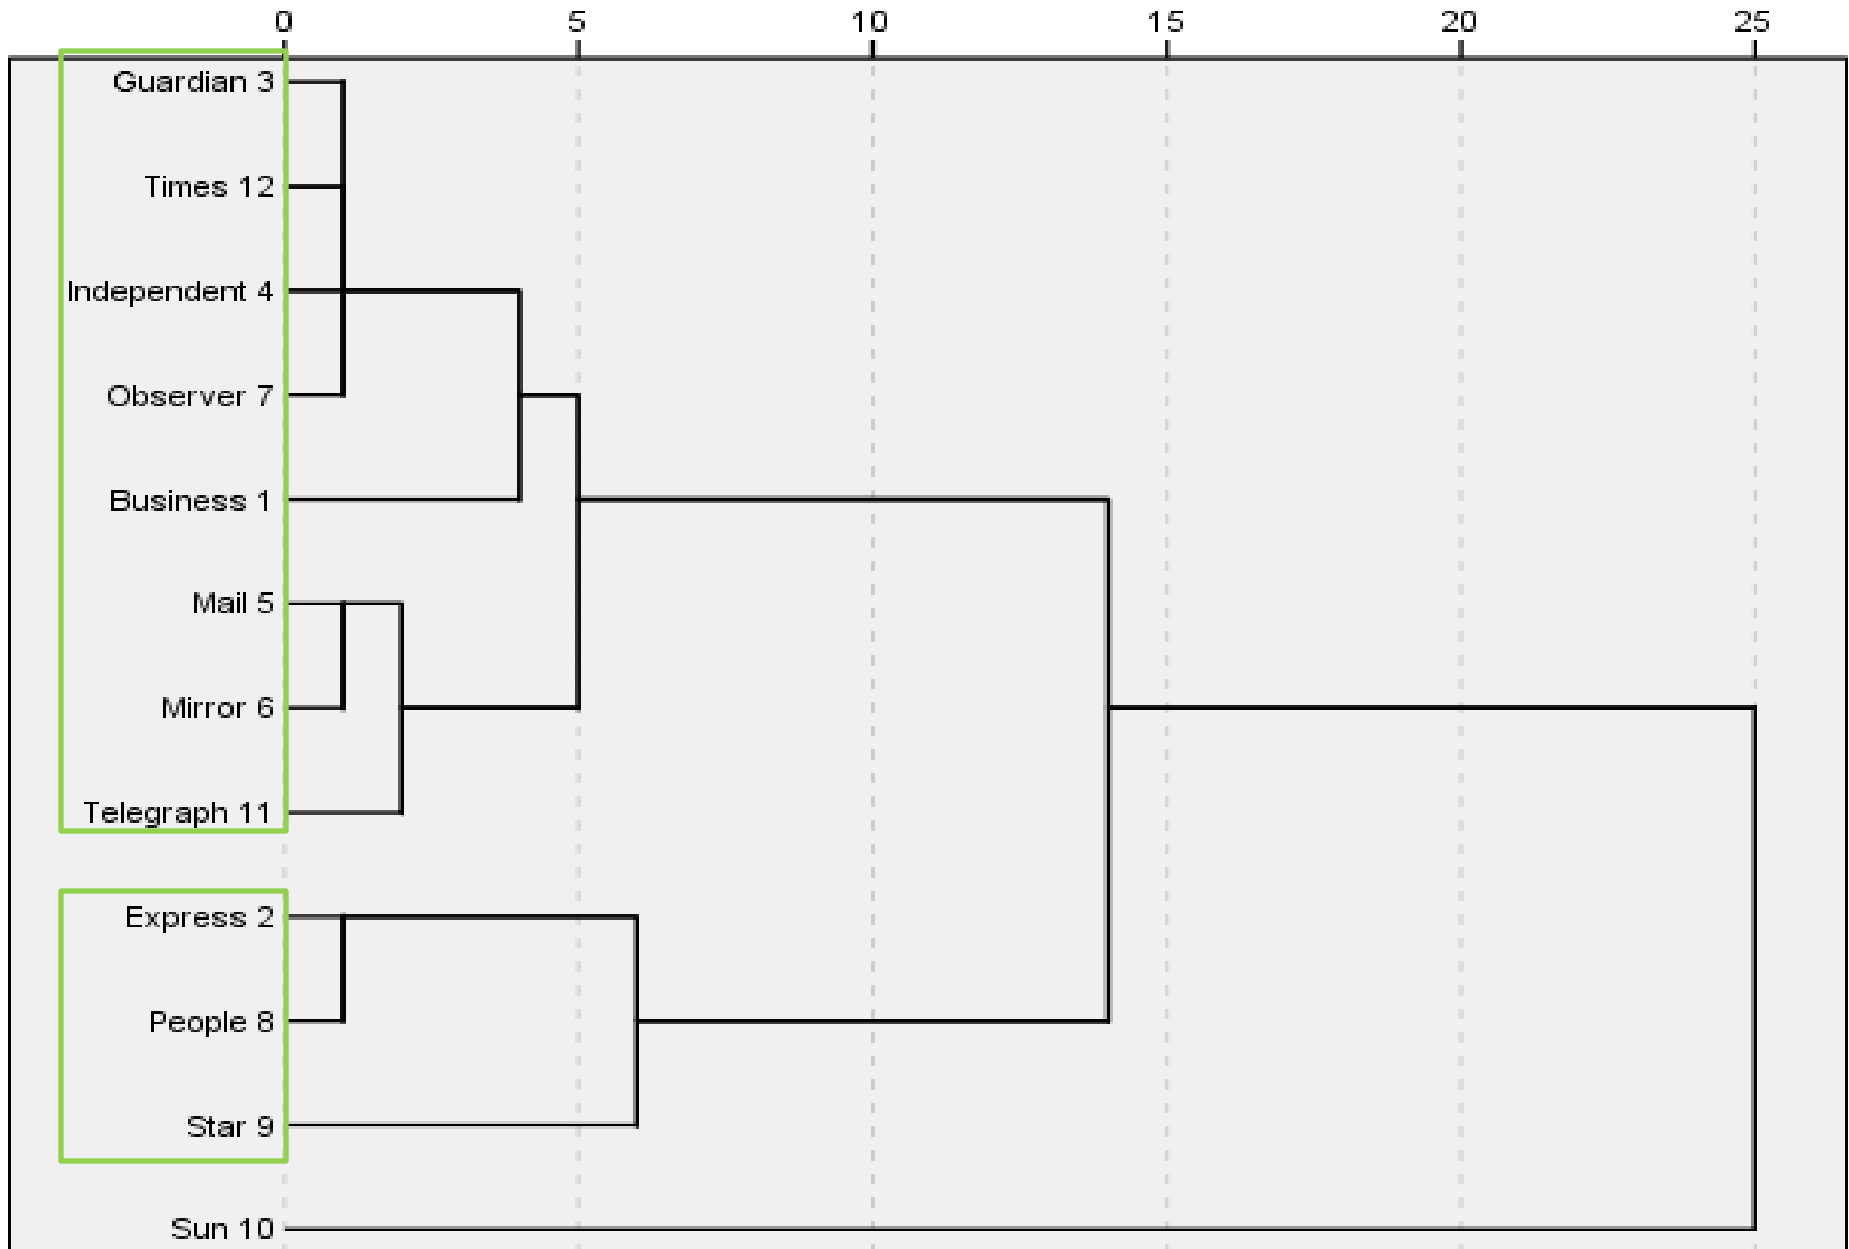 0 5 10 15 20 25
Guardian 3
Times 12
Independent 4
Observer 7
Business 1
Mail 5
Mirror 6
Telegraph 11
Express 2
People 8
Star 9
Sun 10